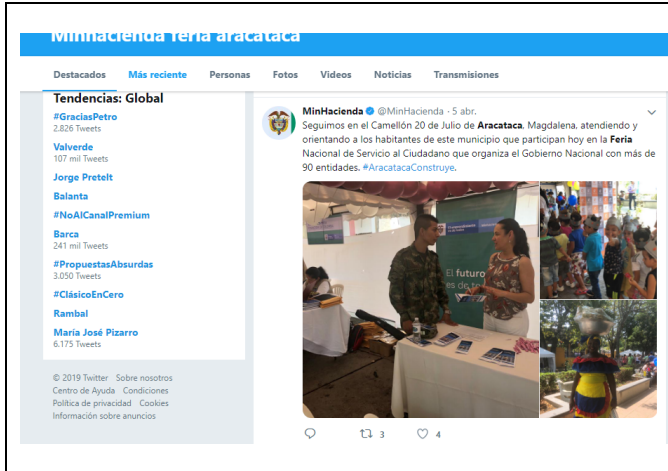 Minhacienda feria aracataca
Destacados Más reciente Personas Fotos Videos Noticias Transmisiones
Tendencias: Global
#GraciasPetro
2.826 Tweets
Valverde
107 mil Tweets
Jorge Pretelt
Balanta
#NoAlCanalPremium
Barca
241 mil Tweets
#PropuestasAbsurdas
3.050 Tweets
#ClásicoEnCero
Rambal
María José Pizarro
6.175 Tweets
© 2019 Twitter Sobre nosotros
Centro de Ayuda Condiciones
Política de privacidad Cookies
Información sobre anuncios
MinHacienda @MinHacienda · 5 abr.
Seguimos en el Camellón 20 de Julio de Aracataca, Magdalena, atendiendo y
orientando a los habitantes de este municipio que participan hoy en la Feria
Nacional de Servicio al Ciudadano que organiza el Gobierno Nacional con más de
90 entidades. #AracatacaConstruye.
El futuro
es de
3 4